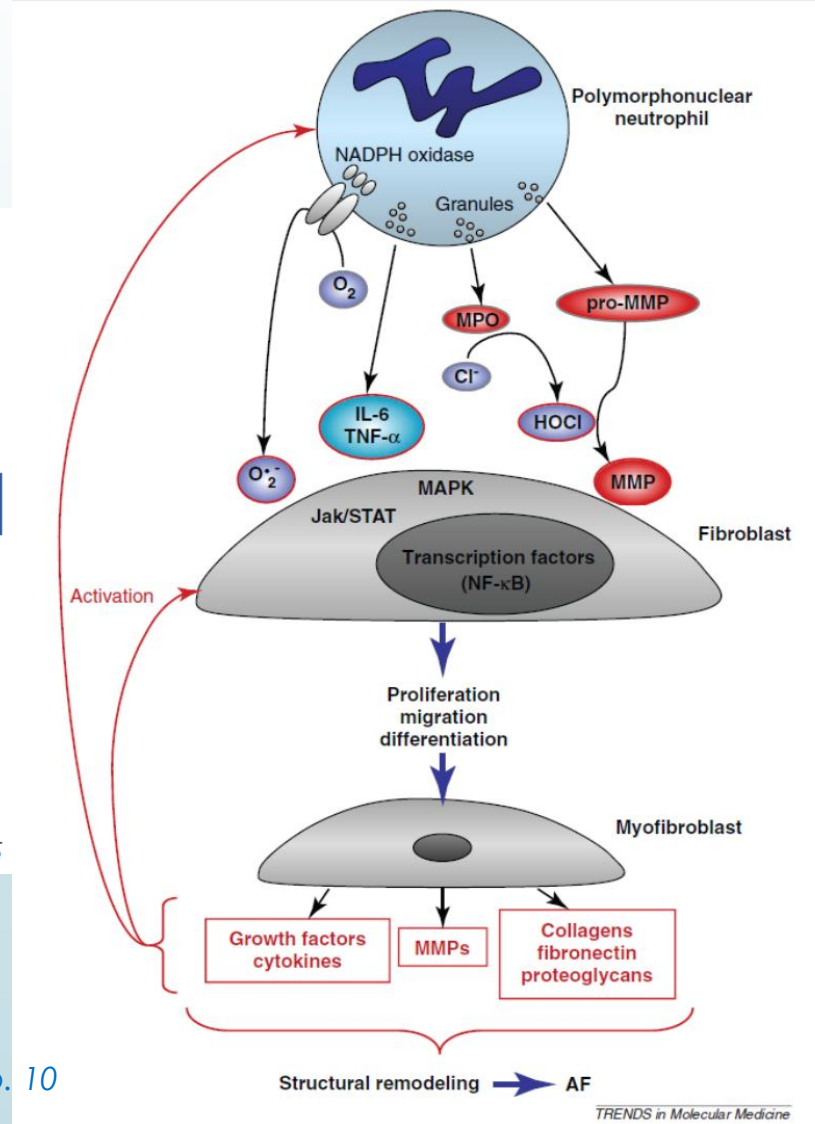 Polymorphonuclear
neutrophil
NADPH oxidase
Granules
O2
MPO
pro-MMP
Cl-
IL-6
TNF-α
HOCl
O•2-
MMP
MAPK
Jak/STAT
Fibroblast
Transcription factors
(NF-κB)
Activation
Proliferation
migration
differentiation
Myofibroblast
Growth factors
cytokines
MMPs
Collagens
fibronectin
proteoglycans
10
Structural remodeling
AF
TRENDS in Molecular Medicine